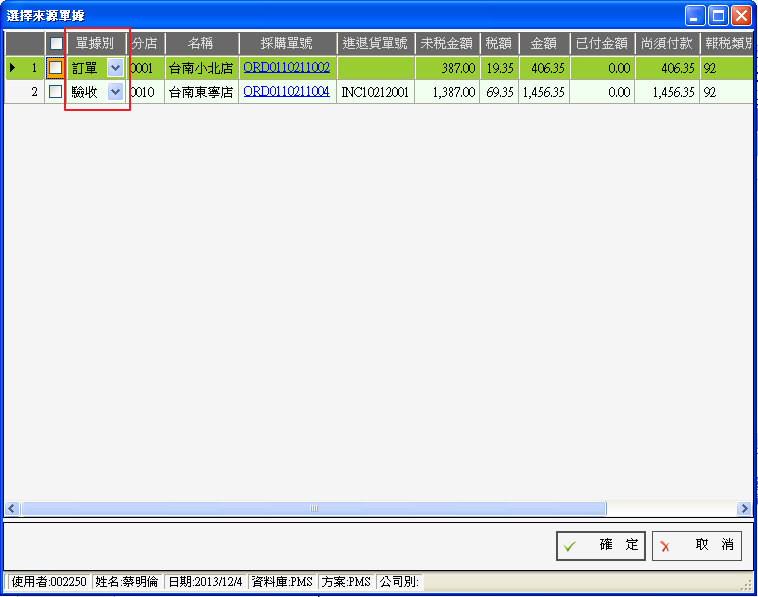 選擇來源單據
單據別 分店 名稱 採購單號 進退貨單號 未稅金額 稅額 金額 已付金額 尚須付款 報稅類別
1 訂單 0001 台南小北店 ORD0110211002 387.00 19.35 406.35 0.00 406.35 92
2 驗收 0010 台南東寧店 ORD0110211004 INC10212001 1,387.00 69.35 1,456.35 0.00 1,456.35 92
確 定 取 消
使用者:002250 姓名:蔡明倫 日期:2013/12/4 資料庫:PMS 方案:PMS 公司別: